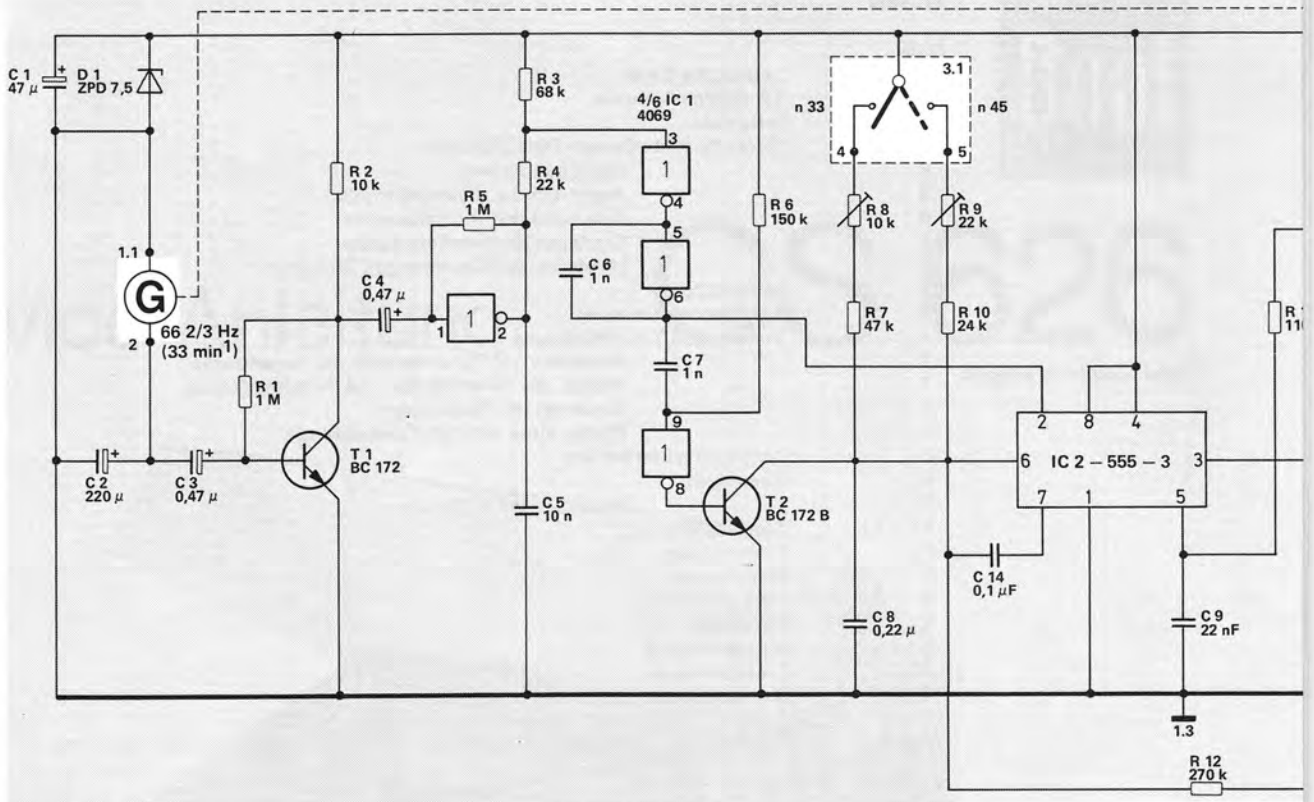 C 1
47 µ
+
D 1
ZPD 7,5
1.1
G
66 2/3 Hz
(33 min¹)
2
C 2
220 µ
+
C 3
0,47 µ
+
R 1
1 M
R 2
10 k
T 1
BC 172
C 4
0,47 µ
+
R 5
1 M
1
1
2
R 3
68 k
R 4
22 k
C 5
10 n
4/6 IC 1
4069
3
1
4
5
1
6
C 6
1 n
C 7
1 n
9
1
8
R 6
150 k
T 2
BC 172 B
3.1
n 33
n 45
4
5
R 8
10 k
R 9
22 k
R 7
47 k
R 10
24 k
2
8
4
6
IC 2 – 555 – 3
3
7
1
5
C 14
0,1 µF
C 8
0,22 µ
C 9
22 nF
1.3
R 12
270 k